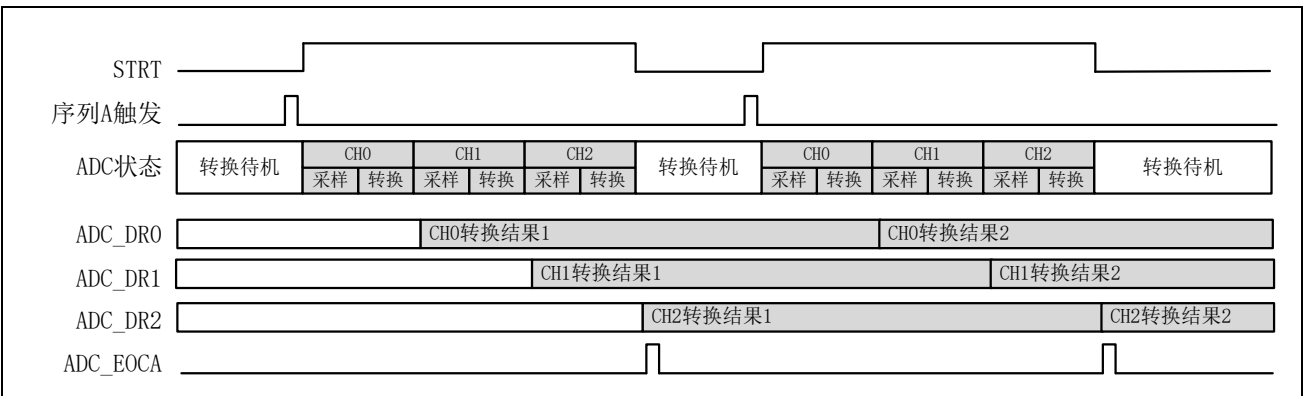 STRT
序列A触发
ADC状态 转换待机 CH0 CH1 CH2 转换待机 CH0 CH1 CH2 转换待机
采样 转换 采样 转换 采样 转换 采样 转换 采样 转换 采样 转换
ADC_DR0 CH0转换结果1 CH0转换结果2
ADC_DR1 CH1转换结果1 CH1转换结果2
ADC_DR2 CH2转换结果1 CH2转换结果2
ADC_EOCA